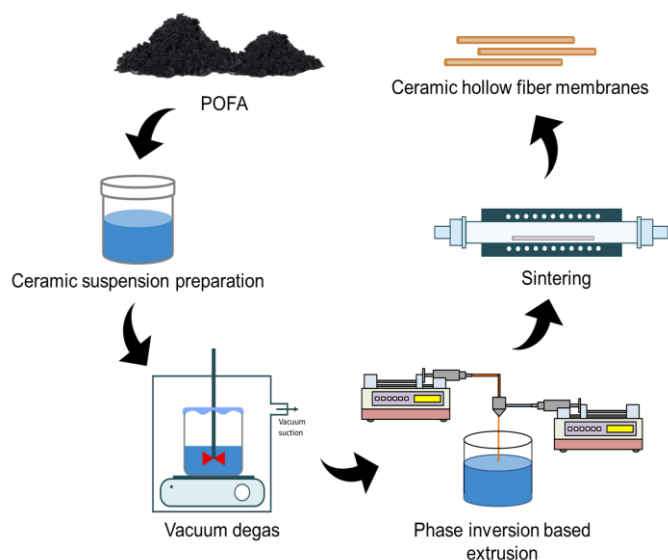 POFA
Ceramic suspension preparation
Vacuum
suction
Vacuum degas
Phase inversion based
extrusion
Sintering
Ceramic hollow fiber membranes